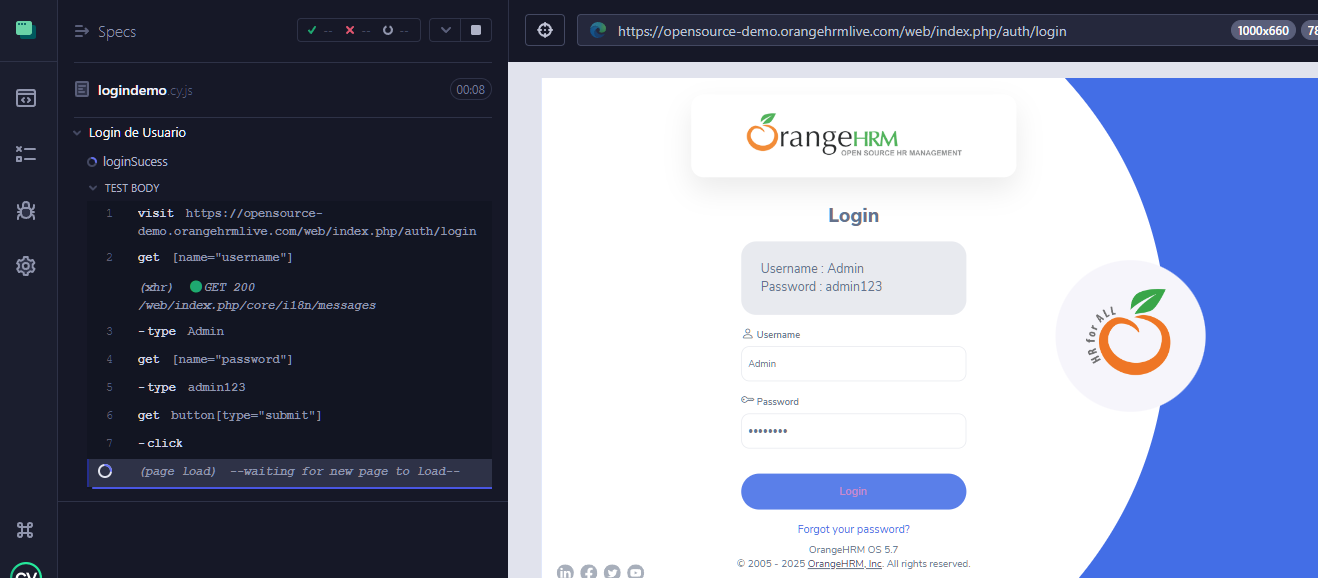 Specs
-- -- --
https://opensource-demo.orangehrmlive.com/web/index.php/auth/login
1000x660
78
logindemo.cy.js
00:08
Login de Usuario
loginSucess
TEST BODY
1 visit https://opensource-
demo.orangehrmlive.com/web/index.php/auth/login
2 get [name="username"]
(xhr) GET 200
/web/index.php/core/i18n/messages
3 -type Admin
4 get [name="password"]
5 -type admin123
6 get button[type="submit"]
7 -click
(page load) --waiting for new page to load--
OrangeHRM
OPEN SOURCE HR MANAGEMENT
Login
Username : Admin
Password : admin123
Username
Admin
Password
••••••••
Login
Forgot your password?
OrangeHRM OS 5.7
© 2005 - 2025 OrangeHRM, Inc. All rights reserved.
HR for ALL
CV